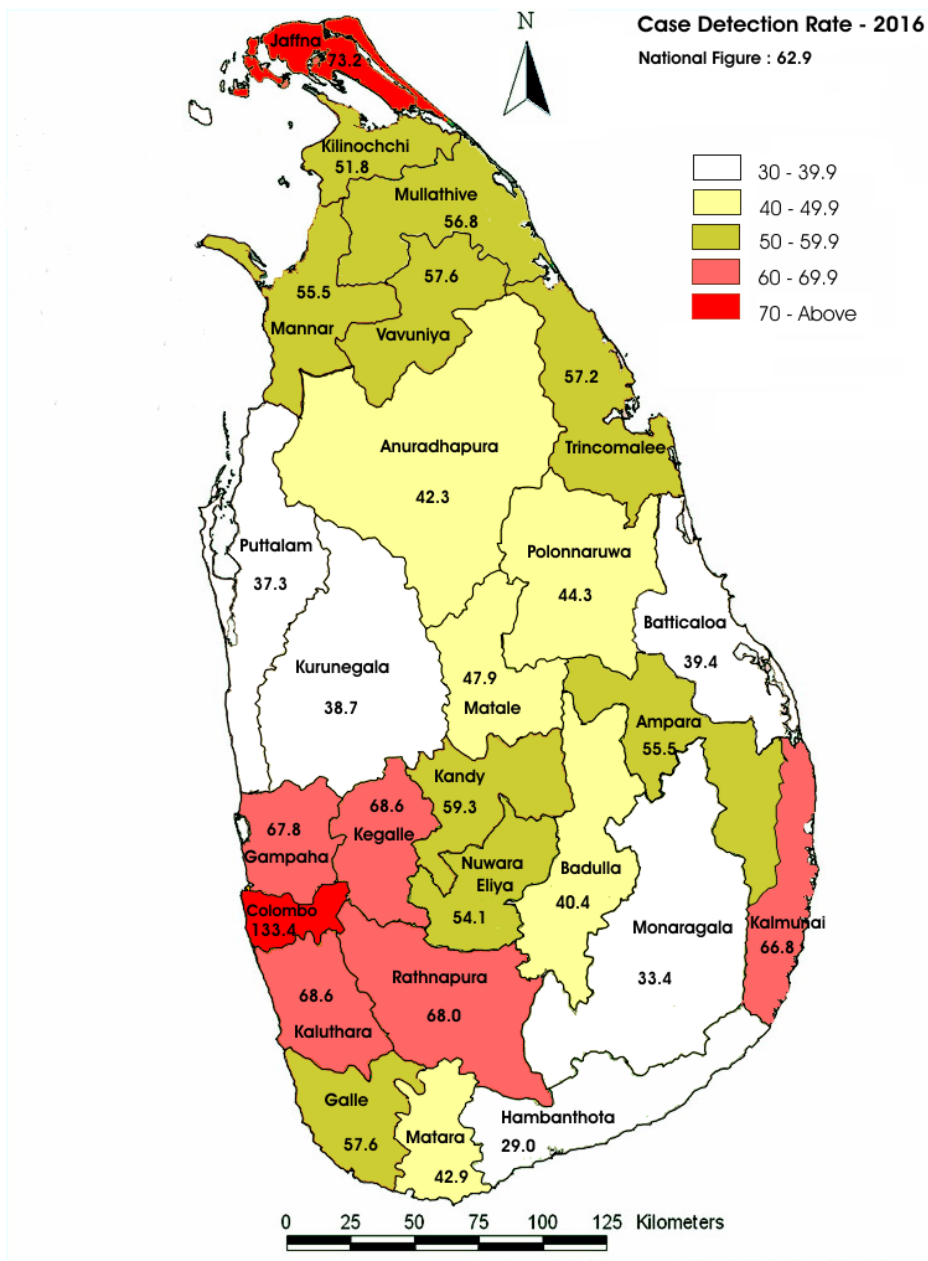 Case Detection Rate - 2016
National Figure : 62.9
N
30 - 39.9
40 - 49.9
50 - 59.9
60 - 69.9
70 - Above
Jaffna
73.2
Kilinochchi
51.8
Mullathive
56.8
57.6
Vavuniya
55.5
Mannar
57.2
Trincomalee
Anuradhapura
42.3
Puttalam
37.3
Polonnaruwa
44.3
Batticaloa
39.4
Kurunegala
38.7
47.9
Matale
Ampara
55.5
Kandy
59.3
68.6
Kegalle
67.8
Gampaha
Nuwara
Eliya
54.1
Badulla
40.4
Colombo
133.4
Monaragala
33.4
Kalmunai
66.8
Rathnapura
68.0
68.6
Kaluthara
Galle
57.6
Matara
42.9
Hambanthota
29.0
0 25 50 75 100 125 Kilometers